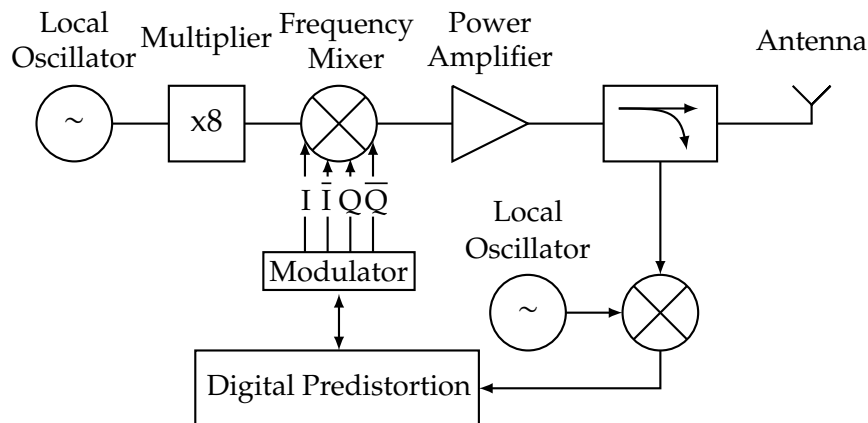 Local
Oscillator
Multiplier
Frequency
Mixer
Power
Amplifier
Antenna
~
x8
I Ī Q Q̅
Modulator
Local
Oscillator
~
Digital Predistortion